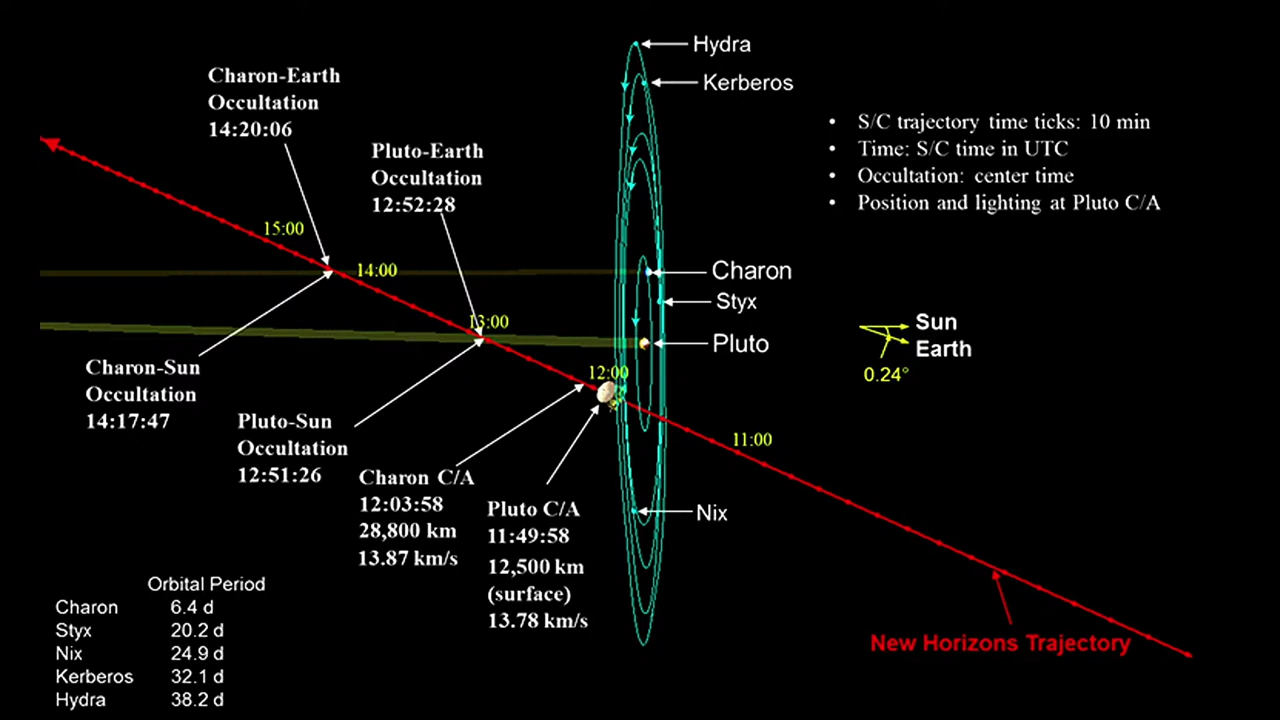 Hydra
Kerberos
Charon-Earth
Occultation
14:20:06
Pluto-Earth
Occultation
12:52:28
• S/C trajectory time ticks: 10 min
• Time: S/C time in UTC
• Occultation: center time
• Position and lighting at Pluto C/A
15:00
14:00
13:00
12:00
11:00
Charon
Styx
Pluto
Nix
Sun
Earth
0.24°
Charon-Sun
Occultation
14:17:47
Pluto-Sun
Occultation
12:51:26
Charon C/A
12:03:58
28,800 km
13.87 km/s
Pluto C/A
11:49:58
12,500 km
(surface)
13.78 km/s
New Horizons Trajectory
Orbital Period
Charon 6.4 d
Styx 20.2 d
Nix 24.9 d
Kerberos 32.1 d
Hydra 38.2 d